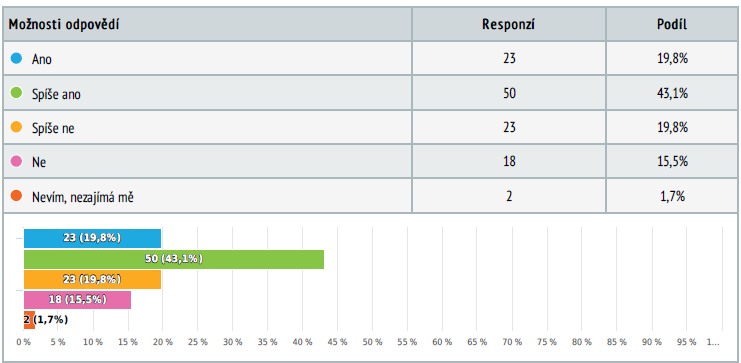 Možnosti odpovědí Responzí Podíl
Ano 23 19,8%
Spíše ano 50 43,1%
Spíše ne 23 19,8%
Ne 18 15,5%
Nevím, nezajímá mě 2 1,7%
23 (19,8%)
50 (43,1%)
23 (19,8%)
18 (15,5%)
2 (1,7%)
0 % 5 % 10 % 15 % 20 % 25 % 30 % 35 % 40 % 45 % 50 % 55 % 60 % 65 % 70 % 75 % 80 % 85 % 90 % 95 % 1...